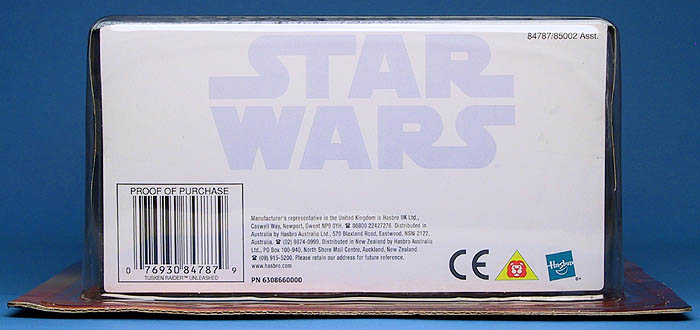 84787/85002 Asst.
STAR
WARS
PROOF OF PURCHASE
0 76930 84787 9
TUSKEN RAIDER™ UNLEASHED
Manufacturer's representative in the United Kingdom is Hasbro UK Ltd.,
Caswell Way, Newport, Gwent NP9 0YH. ☎ 00800 22427276. Distributed in
Australia by Hasbro Australia Ltd., 570 Blaxland Road, Eastwood, NSW 2122,
Australia. ☎ (02) 9874-0999. Distributed in New Zealand by Hasbro Australia
Ltd., PO Box 100-940, North Shore Mail Centre, Auckland, New Zealand.
☎ (09) 915-5200. Please retain our address for future reference.
www.hasbro.com
PN 6308660000
CE
Hasbro
®